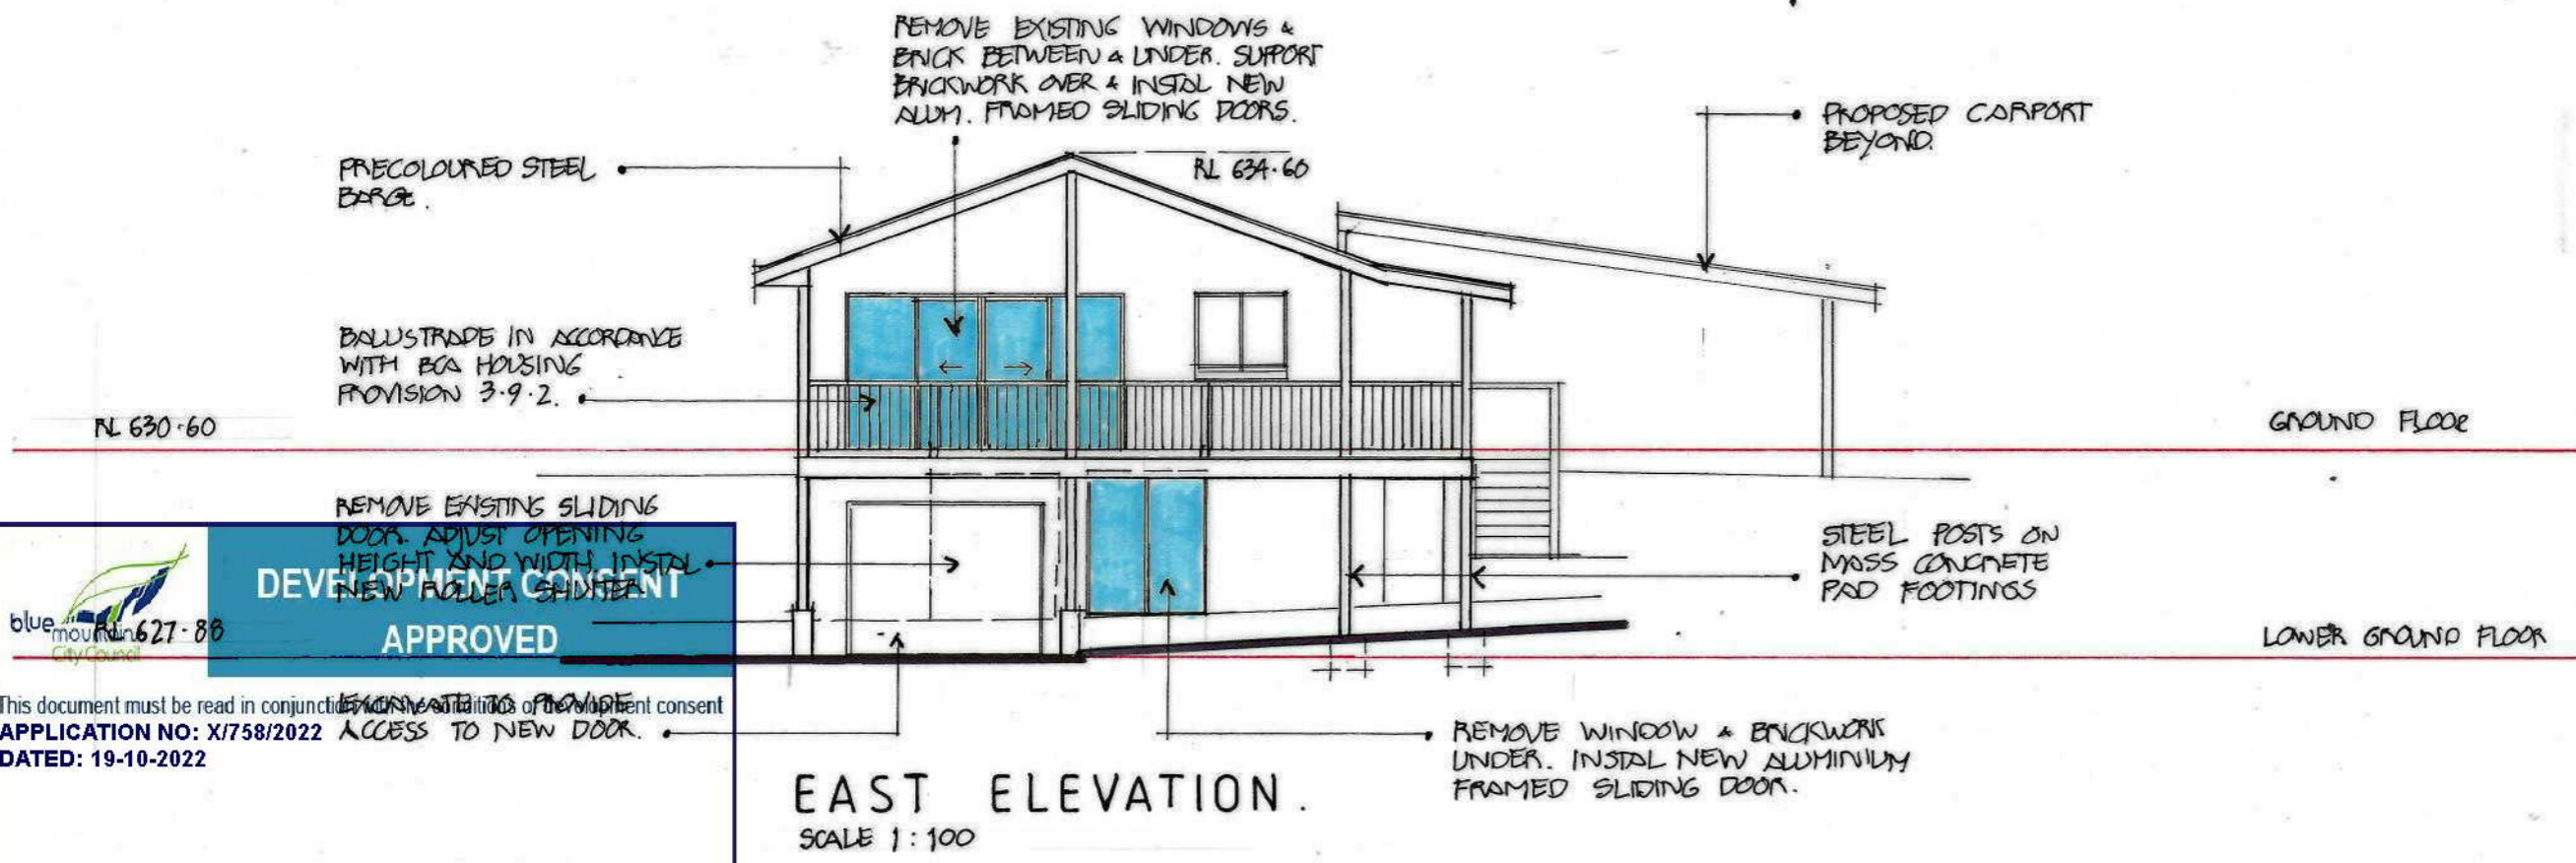 REMOVE EXISTING WINDOWS &
BRICK BETWEEN & UNDER. SUPPORT
BRICKWORK OVER & INSTAL NEW
ALUM. FRAMED SLIDING DOORS.
PROPOSED CARPORT
BEYOND.
PRECOLOURED STEEL
BARGE.
RL 634.60
BALUSTRADE IN ACCORDANCE
WITH BCA HOUSING
PROVISION 3.9.2.
RL 630.60
GROUND FLOOR
REMOVE EXISTING SLIDING
DOOR. ADJUST OPENING
HEIGHT AND WIDTH. INSTAL
NEW ROLLER SHUTTER
STEEL POSTS ON
MASS CONCRETE
PAD FOOTINGS
DEVELOPMENT CONSENT
APPROVED
blue
mountains
City Council
RL 627.88
LOWER GROUND FLOOR
This document must be read in conjunction with the conditions of development consent
APPLICATION NO: X/758/2022
DATED: 19-10-2022
EXCAVATE TO PROVIDE
ACCESS TO NEW DOOR.
REMOVE WINDOW & BRICKWORK
UNDER. INSTAL NEW ALUMINIUM
FRAMED SLIDING DOOR.
EAST ELEVATION.
SCALE 1:100